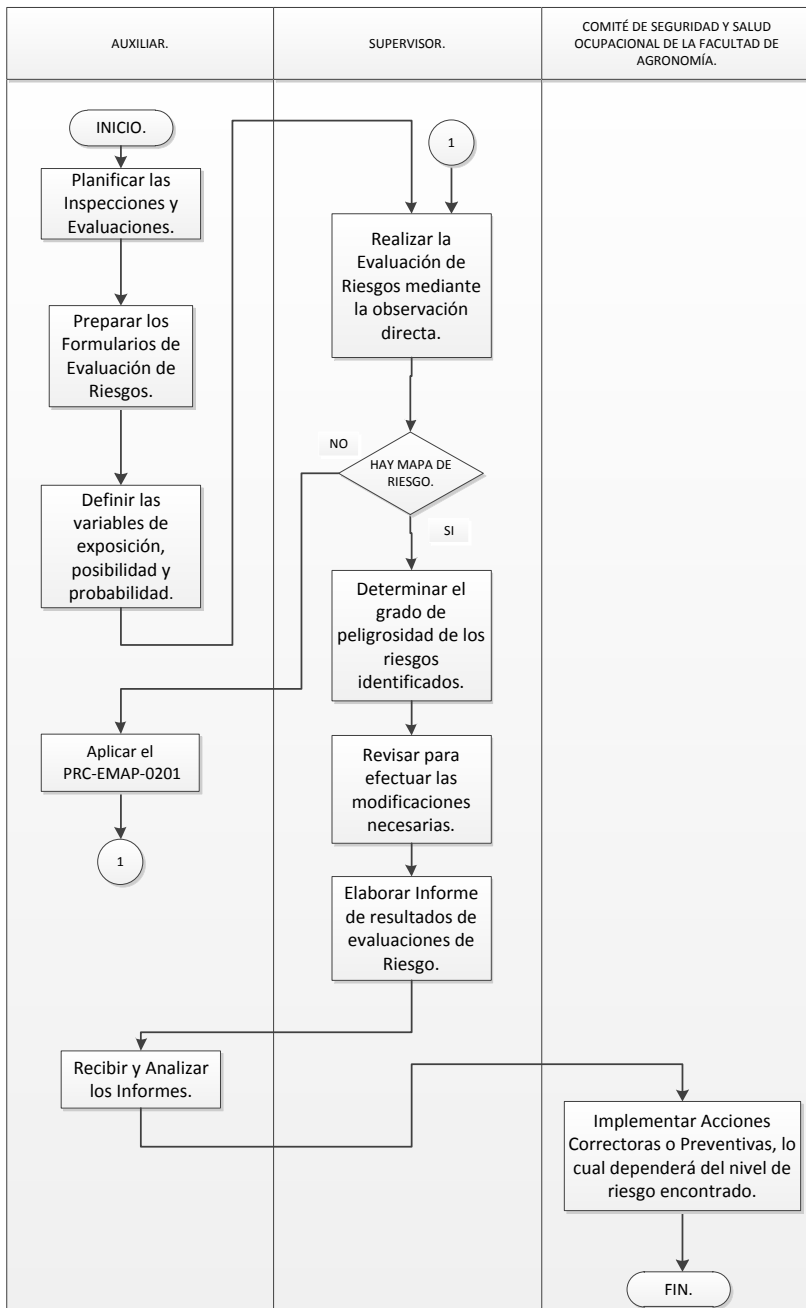 AUXILIAR.
SUPERVISOR.
COMITÉ DE SEGURIDAD Y SALUD
OCUPACIONAL DE LA FACULTAD DE
AGRONOMÍA.
INICIO.
Planificar las
Inspecciones y
Evaluaciones.
Preparar los
Formularios de
Evaluación de
Riesgos.
Definir las
variables de
exposición,
posibilidad y
probabilidad.
1
Realizar la
Evaluación de
Riesgos mediante
la observación
directa.
HAY MAPA DE
RIESGO.
NO
SI
Aplicar el
PRC-EMAP-0201
1
Determinar el
grado de
peligrosidad de los
riesgos
identificados.
Revisar para
efectuar las
modificaciones
necesarias.
Elaborar Informe
de resultados de
evaluaciones de
Riesgo.
Recibir y Analizar
los Informes.
Implementar Acciones
Correctoras o Preventivas, lo
cual dependerá del nivel de
riesgo encontrado.
FIN.